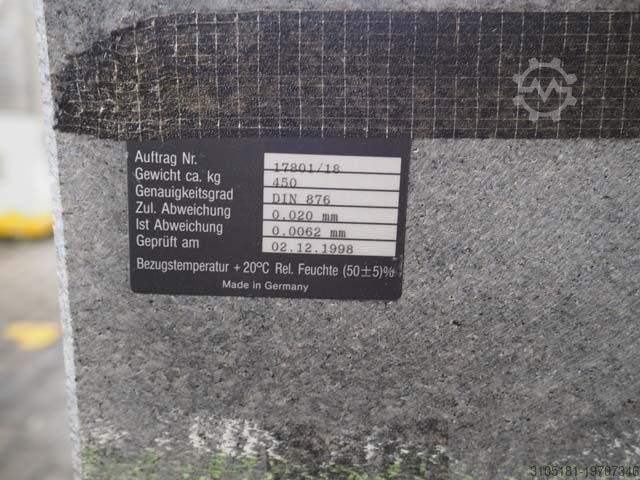 Auftrag Nr. 17801/18
Gewicht ca. kg 450
Genauigkeitsgrad DIN 876
Zul. Abweichung 0.020 mm
Ist Abweichung 0.0062 mm
Geprüft am 02.12.1998
Bezugstemperatur +20ºC Rel. Feuchte (50±5)%
Made in Germany
3105181-19707346